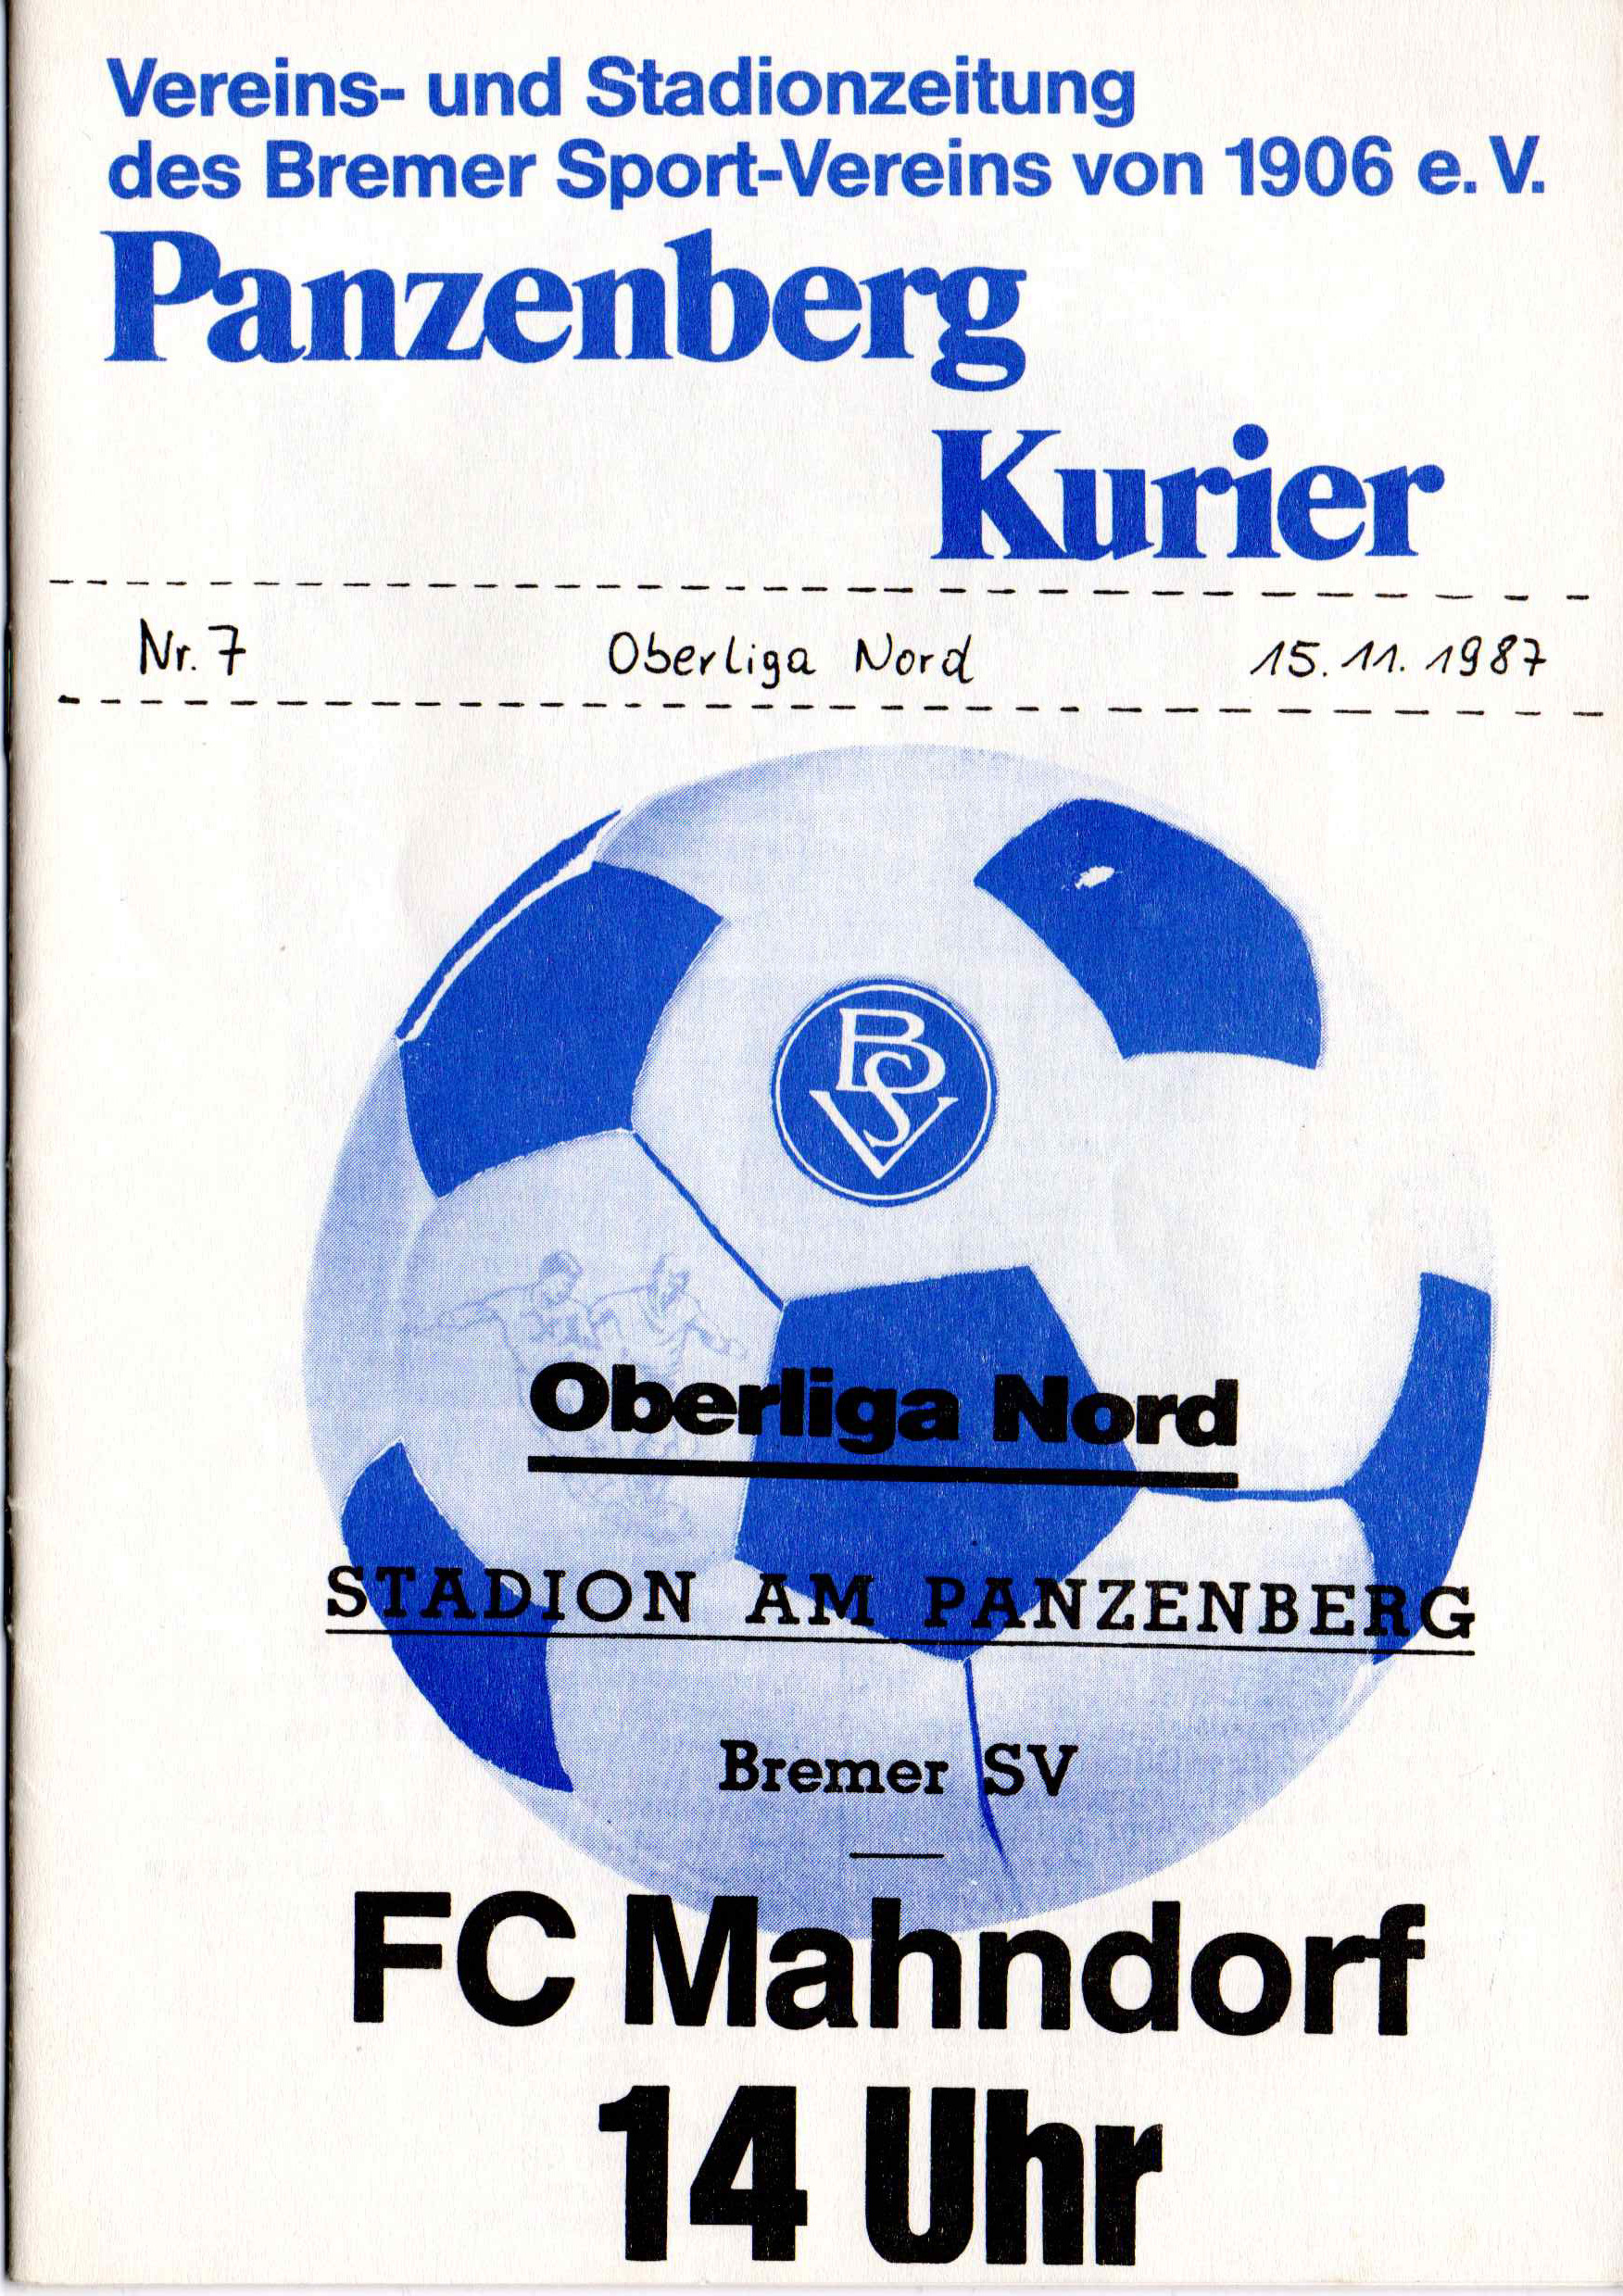 Vereins- und Stadionzeitung
des Bremer Sport-Vereins von 1906 e. V.
Panzenberg
Kurier
Nr. 7 Oberliga Nord 15. 11. 1987
BSV
Oberliga Nord
STADION AM PANZENBERG
Bremer SV
—
FC Mahndorf
14 Uhr